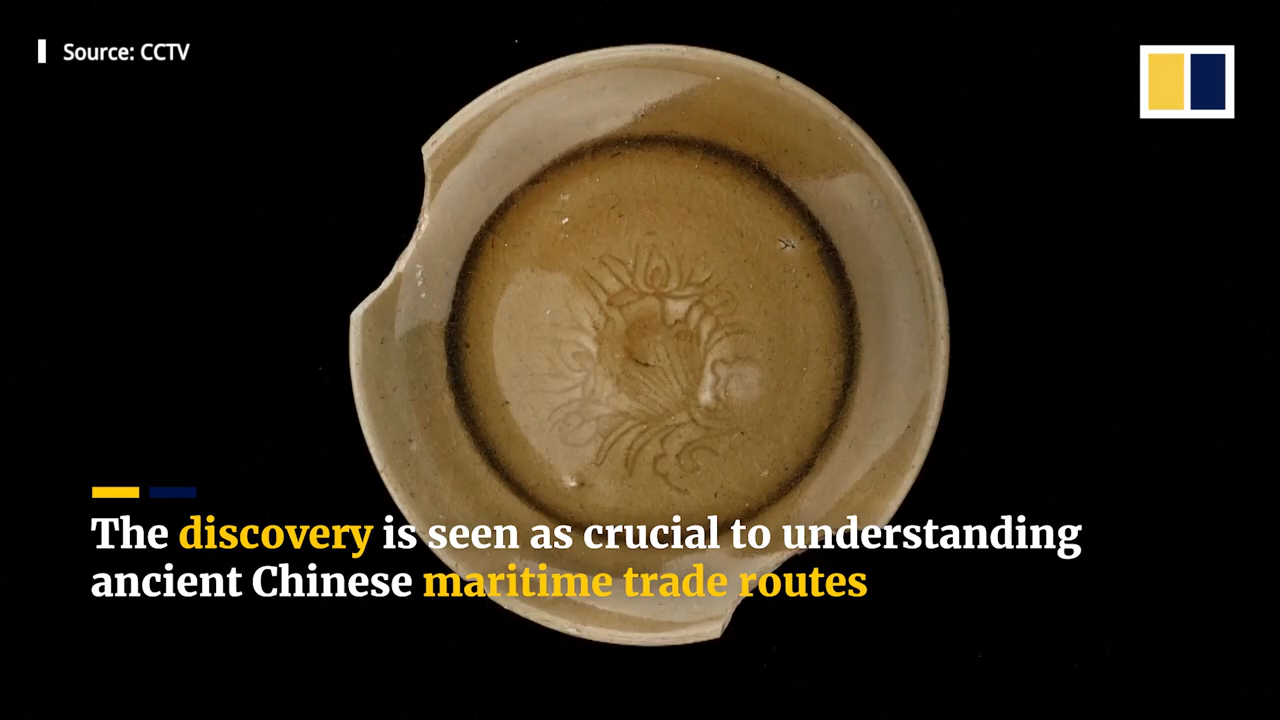 Source: CCTV
The discovery is seen as crucial to understanding
ancient Chinese maritime trade routes